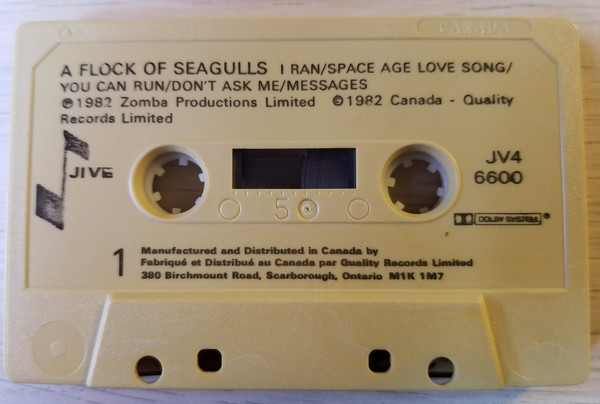 CANADA
A FLOCK OF SEAGULLS I RAN/SPACE AGE LOVE SONG/
YOU CAN RUN/DON'T ASK ME/MESSAGES
℗1982 Zomba Productions Limited ©1982 Canada - Quality
Records Limited
JIVE
JV4
6600
5
DOLBY SYSTEM®
1
Manufactured and Distributed in Canada by
Fabriqué et Distribué au Canada par Quality Records Limited
380 Birchmount Road, Scarborough, Ontario M1K 1M7